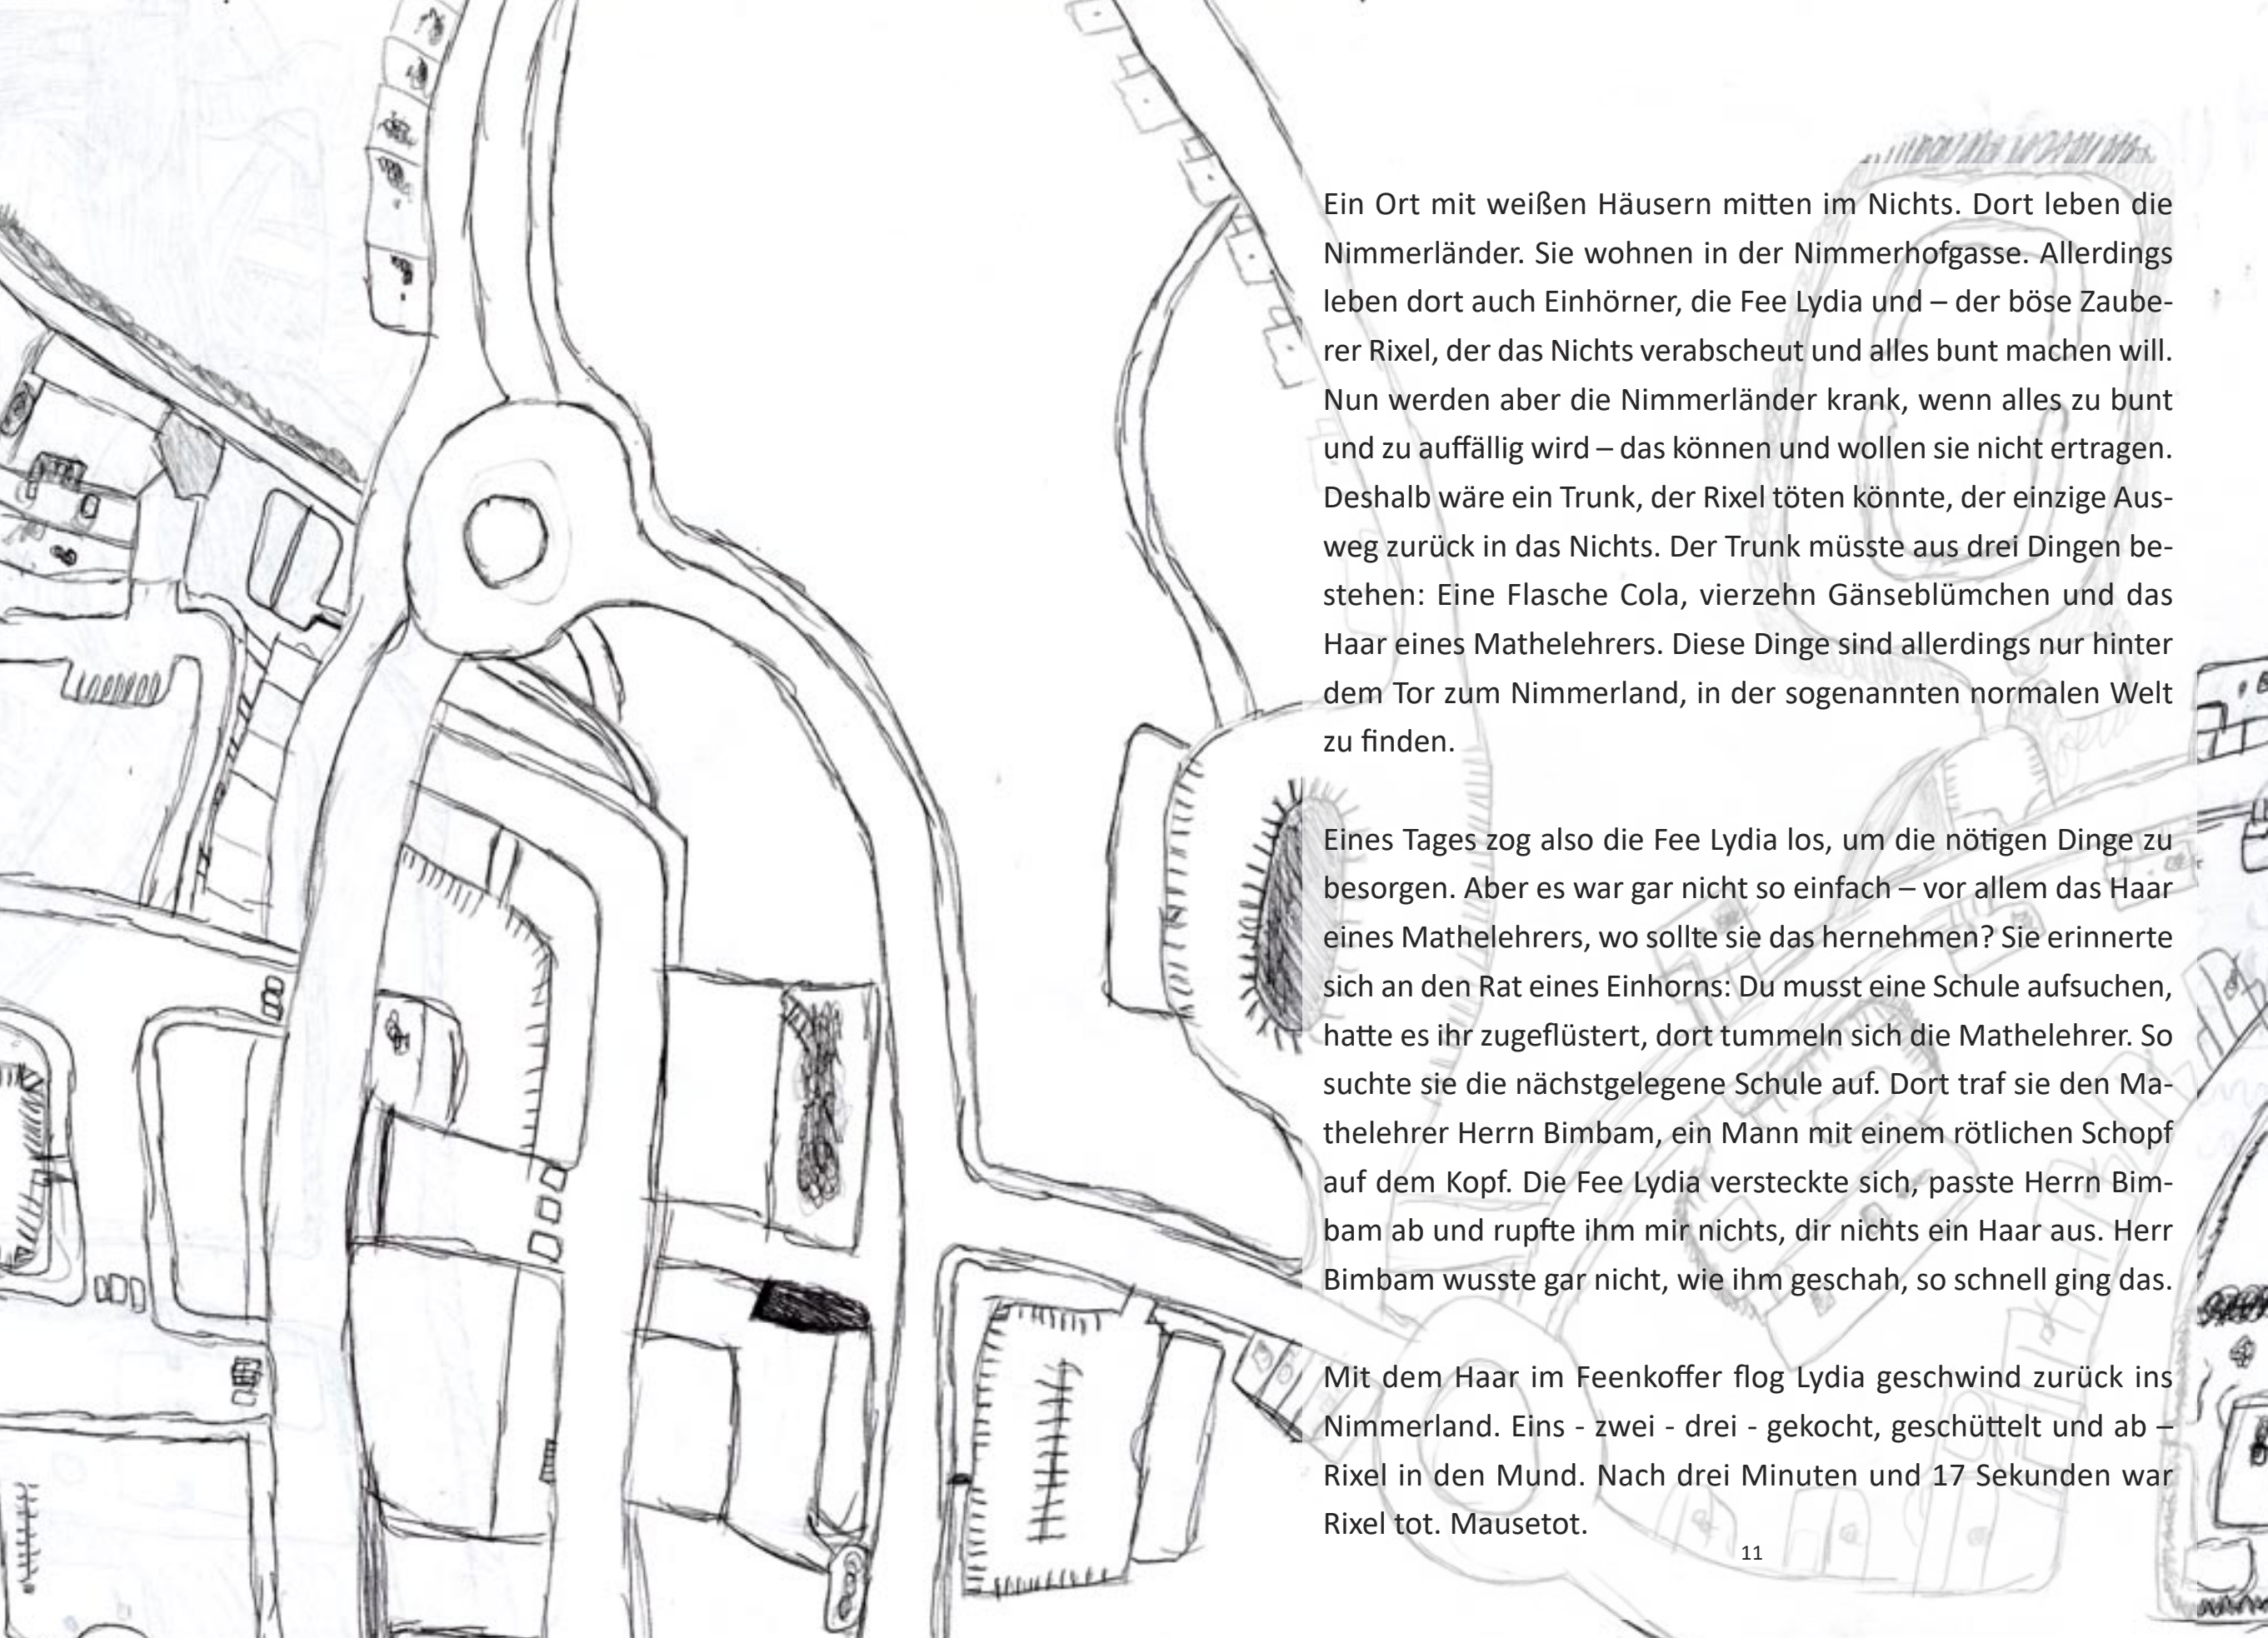 Ein Ort mit weißen Häusern mitten im Nichts. Dort leben die
Nimmerländer. Sie wohnen in der Nimmerhofgasse. Allerdings
leben dort auch Einhörner, die Fee Lydia und – der böse Zaube-
rer Rixel, der das Nichts verabscheut und alles bunt machen will.
Nun werden aber die Nimmerländer krank, wenn alles zu bunt
und zu auffällig wird – das können und wollen sie nicht ertragen.
Deshalb wäre ein Trunk, der Rixel töten könnte, der einzige Aus-
weg zurück in das Nichts. Der Trunk müsste aus drei Dingen be-
stehen: Eine Flasche Cola, vierzehn Gänseblümchen und das
Haar eines Mathelehrers. Diese Dinge sind allerdings nur hinter
dem Tor zum Nimmerland, in der sogenannten normalen Welt
zu finden.
Eines Tages zog also die Fee Lydia los, um die nötigen Dinge zu
besorgen. Aber es war gar nicht so einfach – vor allem das Haar
eines Mathelehrers, wo sollte sie das hernehmen? Sie erinnerte
sich an den Rat eines Einhorns: Du musst eine Schule aufsuchen,
hatte es ihr zugeflüstert, dort tummeln sich die Mathelehrer. So
suchte sie die nächstgelegene Schule auf. Dort traf sie den Ma-
thelehrer Herrn Bimbam, ein Mann mit einem rötlichen Schopf
auf dem Kopf. Die Fee Lydia versteckte sich, passte Herrn Bim-
bam ab und rupfte ihm mir nichts, dir nichts ein Haar aus. Herr
Bimbam wusste gar nicht, wie ihm geschah, so schnell ging das.
Mit dem Haar im Feenkoffer flog Lydia geschwind zurück ins
Nimmerland. Eins - zwei - drei - gekocht, geschüttelt und ab –
Rixel in den Mund. Nach drei Minuten und 17 Sekunden war
Rixel tot. Mausetot.
11